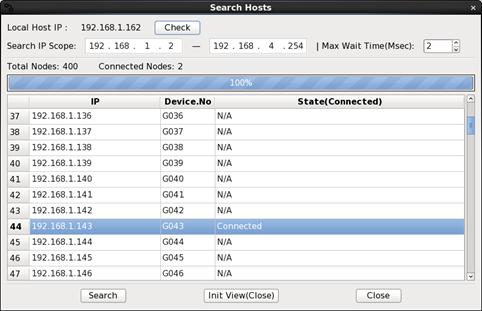 Search Hosts
Local Host IP : 192.168.1.162 Check
Search IP Scope: 192 . 168 . 1 . 2 — 192 . 168 . 4 .254 | Max Wait Time(Msec): 2
Total Nodes: 400 Connected Nodes: 2
100%
IP Device.No State(Connected)
37 192.168.1.136 G036 N/A
38 192.168.1.137 G037 N/A
39 192.168.1.138 G038 N/A
40 192.168.1.139 G039 N/A
41 192.168.1.140 G040 N/A
42 192.168.1.141 G041 N/A
43 192.168.1.142 G042 N/A
44 192.168.1.143 G043 Connected
45 192.168.1.144 G044 N/A
46 192.168.1.145 G045 N/A
47 192.168.1.146 G046 N/A
Search Init View(Close) Close